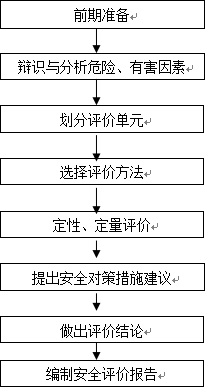 前期准备
辩识与分析危险、有害因素
划分评价单元
选择评价方法
定性、定量评价
提出安全对策措施建议
做出评价结论
编制安全评价报告